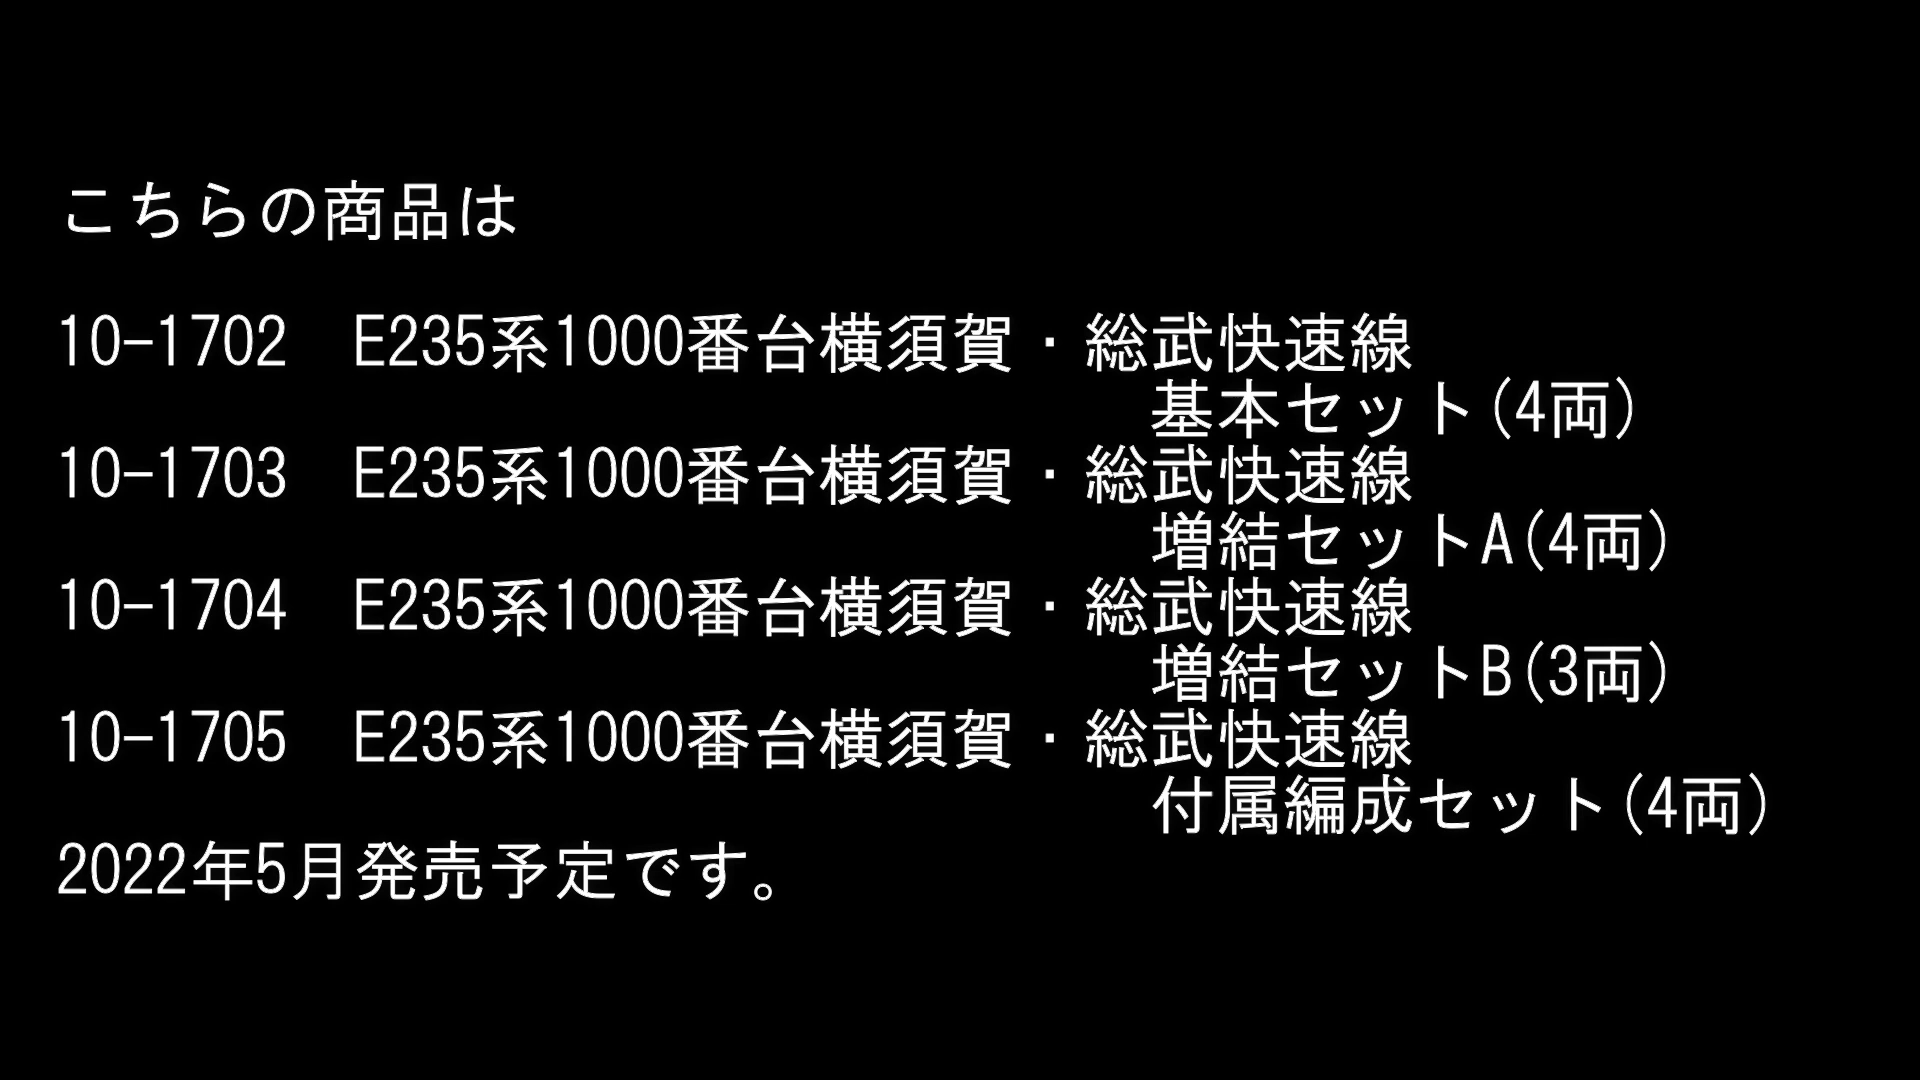 こちらの商品は
10-1702　E235系1000番台横須賀・総武快速線
基本セット(4両)
10-1703　E235系1000番台横須賀・総武快速線
増結セットA(4両)
10-1704　E235系1000番台横須賀・総武快速線
増結セットB(3両)
10-1705　E235系1000番台横須賀・総武快速線
付属編成セット(4両)
2022年5月発売予定です。